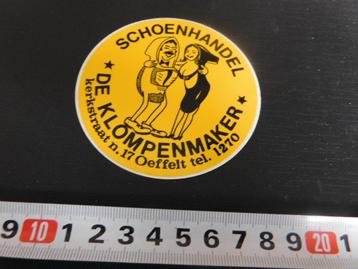 SCHOENHANDEL
* DE KLOMPENMAKER *
kerkstraat n. 17 Oeffelt tel. 1270
9 10 1 2 3 4 5 6 7 8 9 20 1